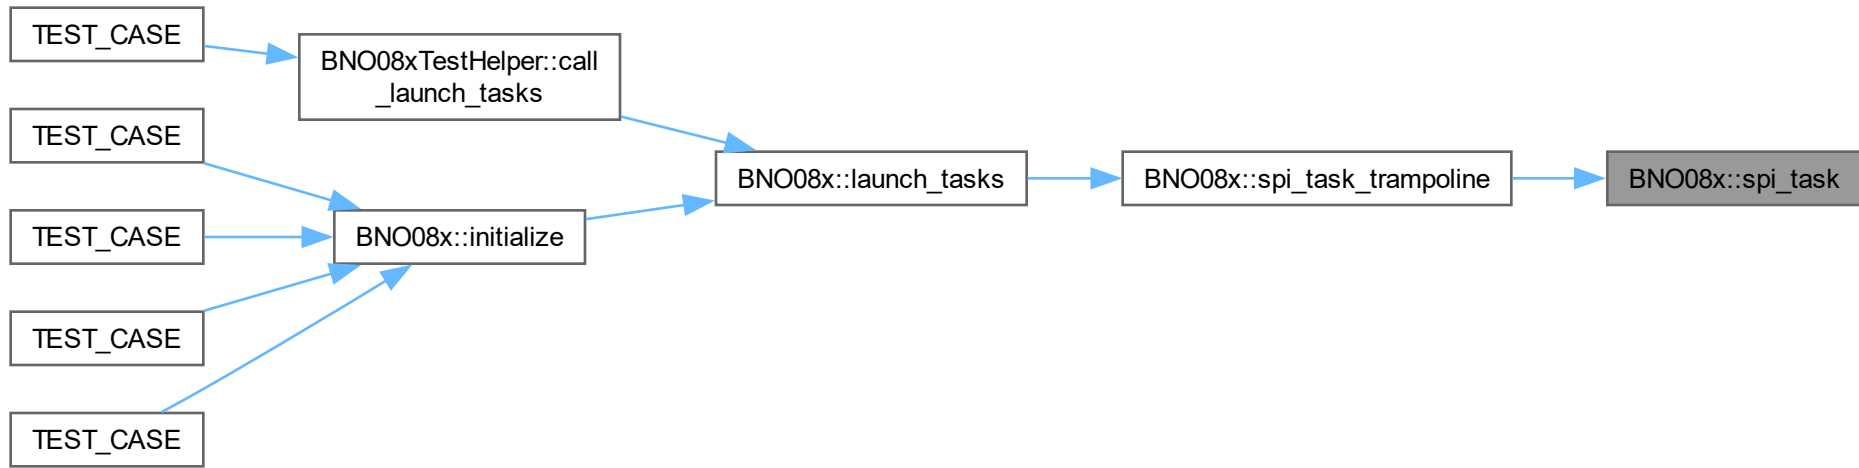 TEST_CASE
BNO08xTestHelper::call
_launch_tasks
TEST_CASE
BNO08x::launch_tasks
BNO08x::spi_task_trampoline
BNO08x::spi_task
TEST_CASE
BNO08x::initialize
TEST_CASE
TEST_CASE